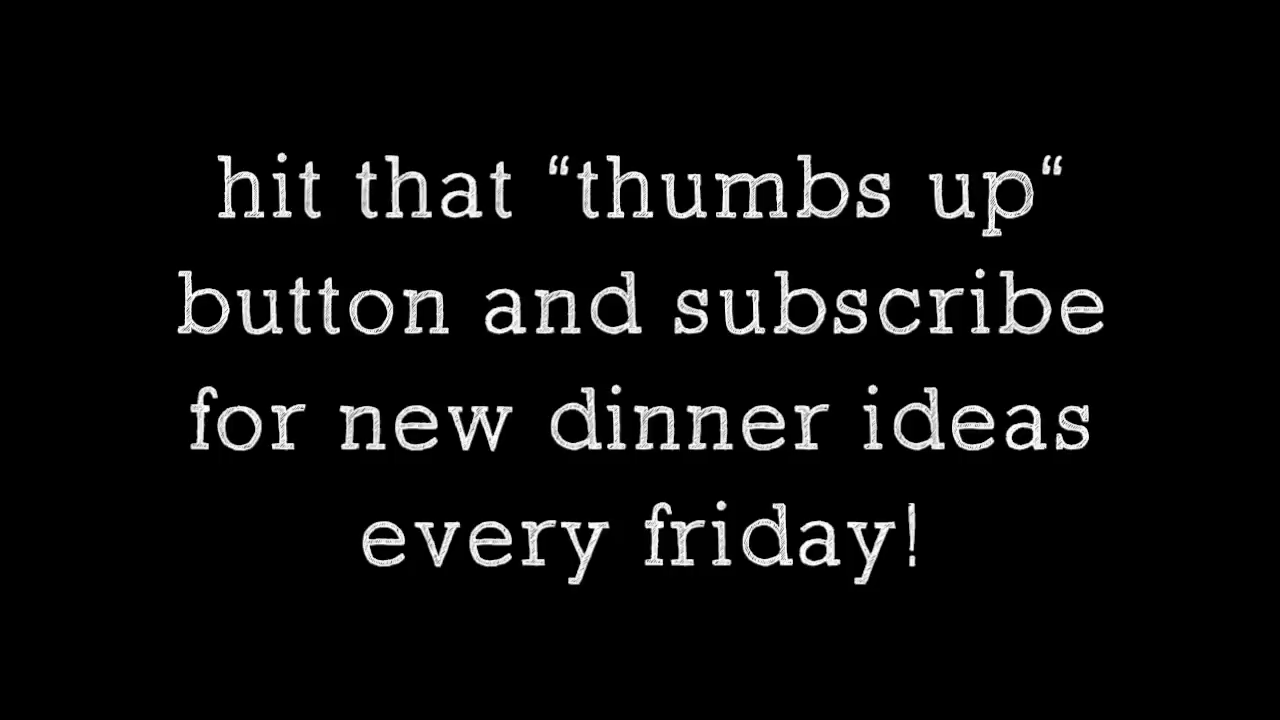 hit that “thumbs up“
button and subscribe
for new dinner ideas
every friday!